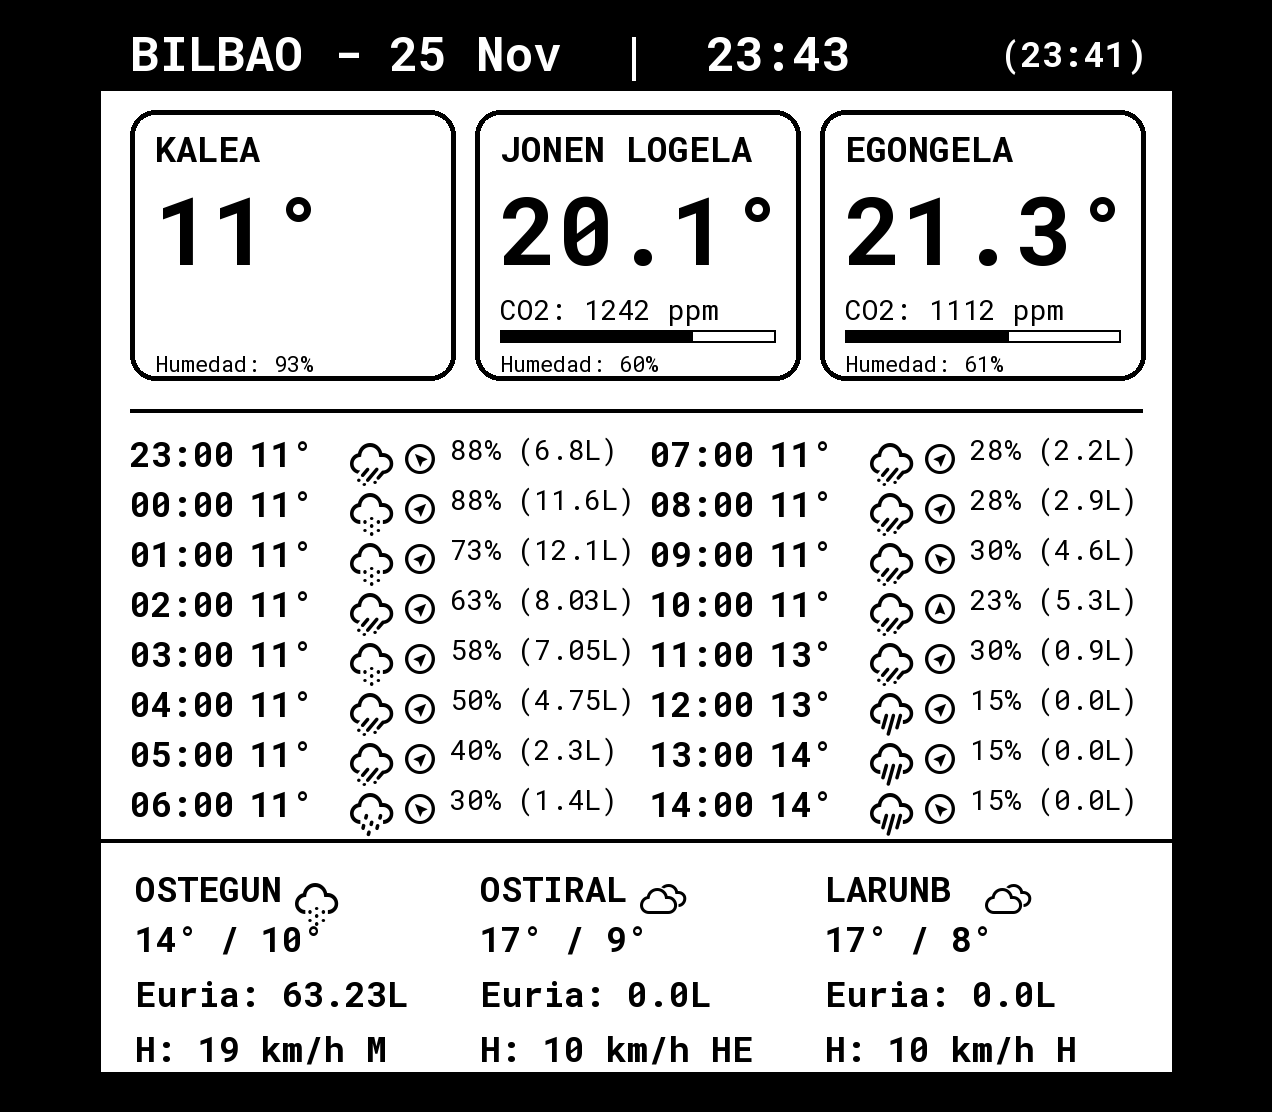 BILBAO - 25 Nov | 23:43 (23:41)
KALEA
11°
Humedad: 93%
JONEN LOGELA
20.1°
CO2: 1242 ppm
Humedad: 60%
EGONGELA
21.3°
CO2: 1112 ppm
Humedad: 61%
23:00 11° 88% (6.8L)
00:00 11° 88% (11.6L)
01:00 11° 73% (12.1L)
02:00 11° 63% (8.03L)
03:00 11° 58% (7.05L)
04:00 11° 50% (4.75L)
05:00 11° 40% (2.3L)
06:00 11° 30% (1.4L)
07:00 11° 28% (2.2L)
08:00 11° 28% (2.9L)
09:00 11° 30% (4.6L)
10:00 11° 23% (5.3L)
11:00 13° 30% (0.9L)
12:00 13° 15% (0.0L)
13:00 14° 15% (0.0L)
14:00 14° 15% (0.0L)
OSTEGUN
14° / 10°
Euria: 63.23L
H: 19 km/h M
OSTIRAL
17° / 9°
Euria: 0.0L
H: 10 km/h HE
LARUNB
17° / 8°
Euria: 0.0L
H: 10 km/h H